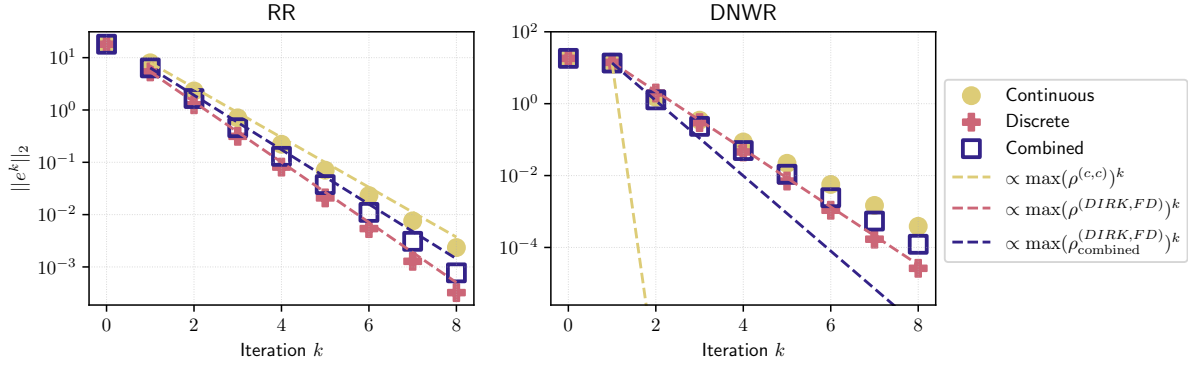 RR
DNWR
||e^k||_2
10^1
10^0
10^{-1}
10^{-2}
10^{-3}
0 2 4 6 8
Iteration k
10^2
10^0
10^{-2}
10^{-4}
0 2 4 6 8
Iteration k
Continuous
Discrete
Combined
∝ max(ρ^{(c,c)})^k
∝ max(ρ^{(DIRK,FD)})^k
∝ max(ρ_{combined}^{(DIRK,FD)})^k